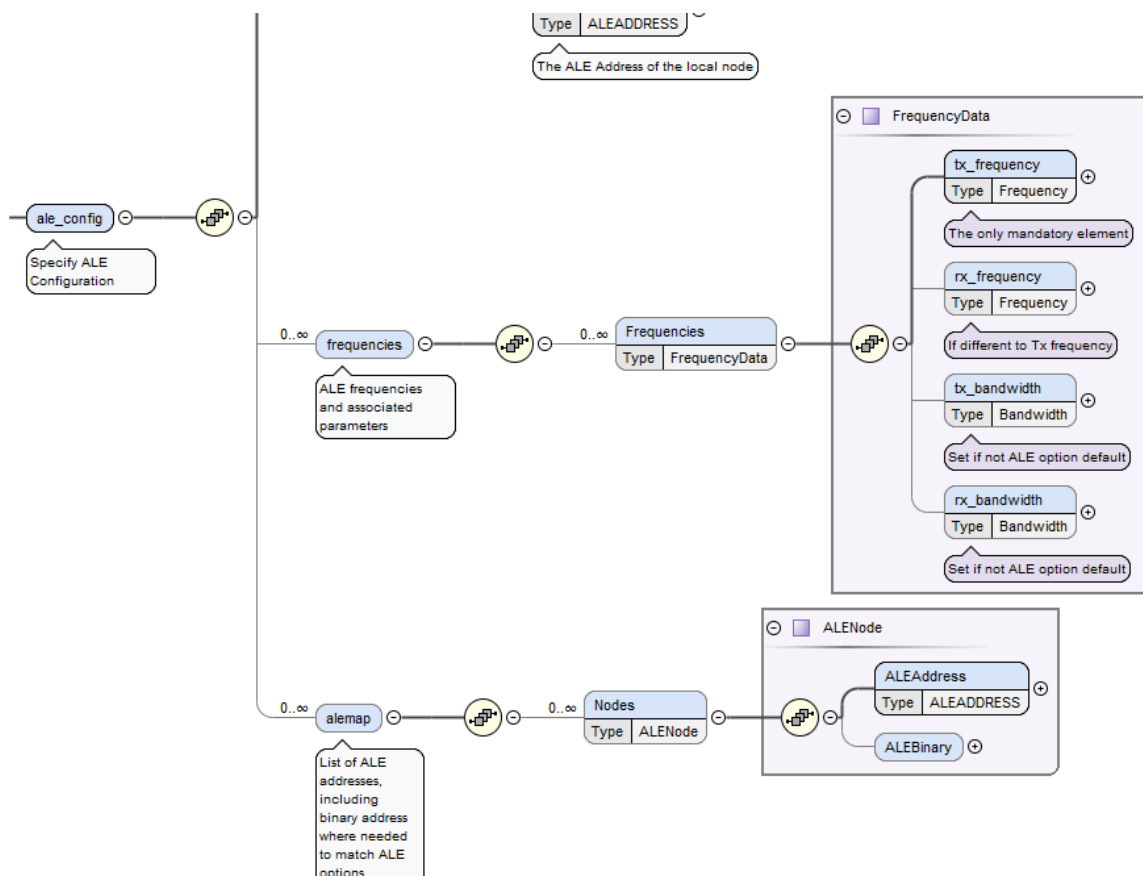 Type ALEADDRESS
The ALE Address of the local node
FrequencyData
tx_frequency
Type Frequency
The only mandatory element
ale_config
Specify ALE
Configuration
rx_frequency
Type Frequency
If different to Tx frequency
0..∞
frequencies
ALE frequencies
and associated
parameters
0..∞
Frequencies
Type FrequencyData
tx_bandwidth
Type Bandwidth
Set if not ALE option default
rx_bandwidth
Type Bandwidth
Set if not ALE option default
ALENode
0..∞
alemap
List of ALE
addresses,
including
binary address
where needed
to match ALE
options
0..∞
Nodes
Type ALENode
ALEAddress
Type ALEADDRESS
ALEBinary